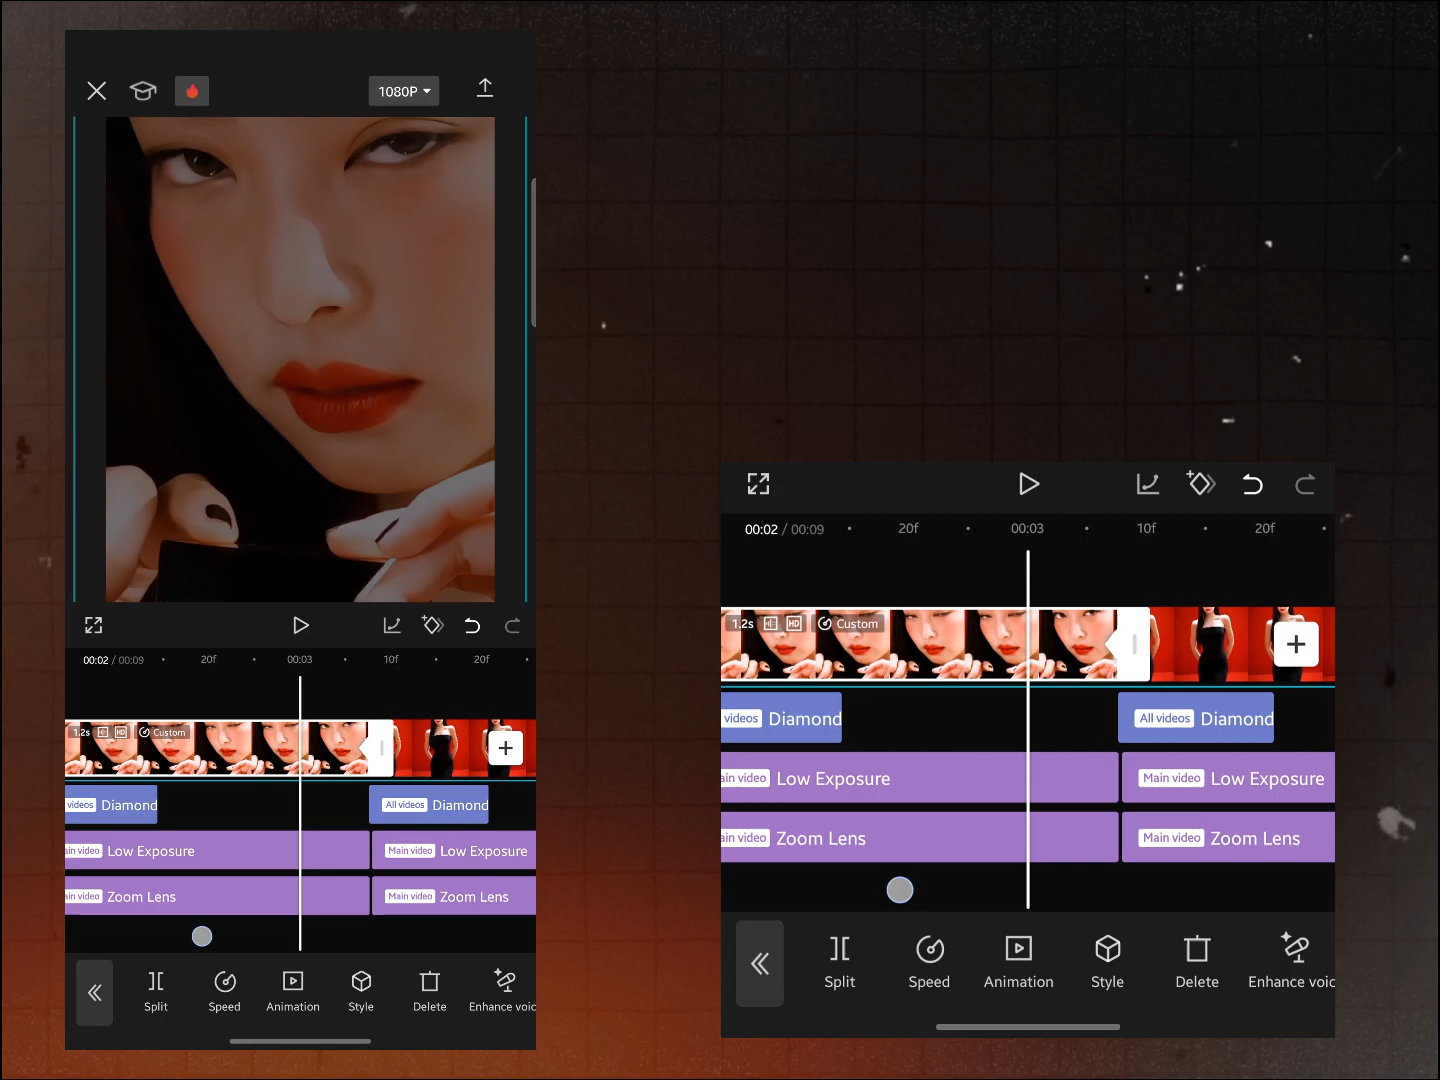 1080P
00:02 / 00:09 20f 00:03 10f 20f
1.2s HD Custom
videos Diamond All videos Diamond
ain video Low Exposure Main video Low Exposure
ain video Zoom Lens Main video Zoom Lens
Split Speed Animation Style Delete Enhance voic
00:02 / 00:09 20f 00:03 10f 20f
1.2s HD Custom
videos Diamond All videos Diamond
ain video Low Exposure Main video Low Exposure
ain video Zoom Lens Main video Zoom Lens
Split Speed Animation Style Delete Enhance voic